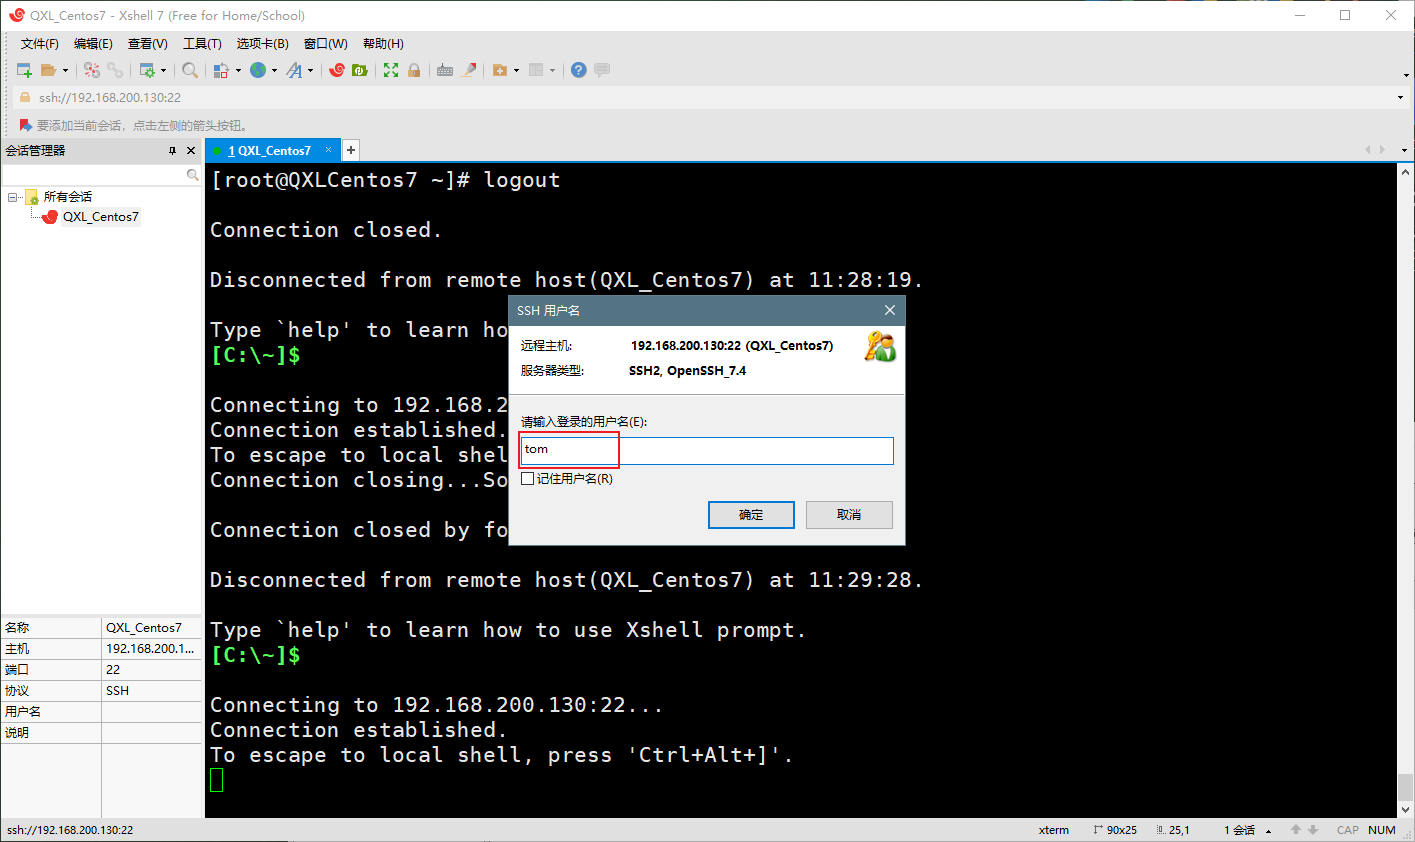 QXL_Centos7 - Xshell 7 (Free for Home/School)
文件(F) 编辑(E) 查看(V) 工具(T) 选项卡(B) 窗口(W) 帮助(H)
ssh://192.168.200.130:22
要添加当前会话，点击左侧的箭头按钮。
会话管理器
1 QXL_Centos7
所有会话
QXL_Centos7
[root@QXLCentos7 ~]# logout
Connection closed.
Disconnected from remote host(QXL_Centos7) at 11:28:19.
Type `help' to learn ho
[C:\~]$
Connecting to 192.168.2
Connection established.
To escape to local shel
Connection closing...So
Connection closed by fo
Disconnected from remote host(QXL_Centos7) at 11:29:28.
Type `help' to learn how to use Xshell prompt.
[C:\~]$
Connecting to 192.168.200.130:22...
Connection established.
To escape to local shell, press 'Ctrl+Alt+]'.
SSH 用户名
远程主机: 192.168.200.130:22 (QXL_Centos7)
服务器类型: SSH2, OpenSSH_7.4
请输入登录的用户名(E):
tom
记住用户名(R)
确定 取消
名称 QXL_Centos7
主机 192.168.200.1...
端口 22
协议 SSH
用户名
说明
ssh://192.168.200.130:22 xterm 90x25 25,1 1 会话 CAP NUM